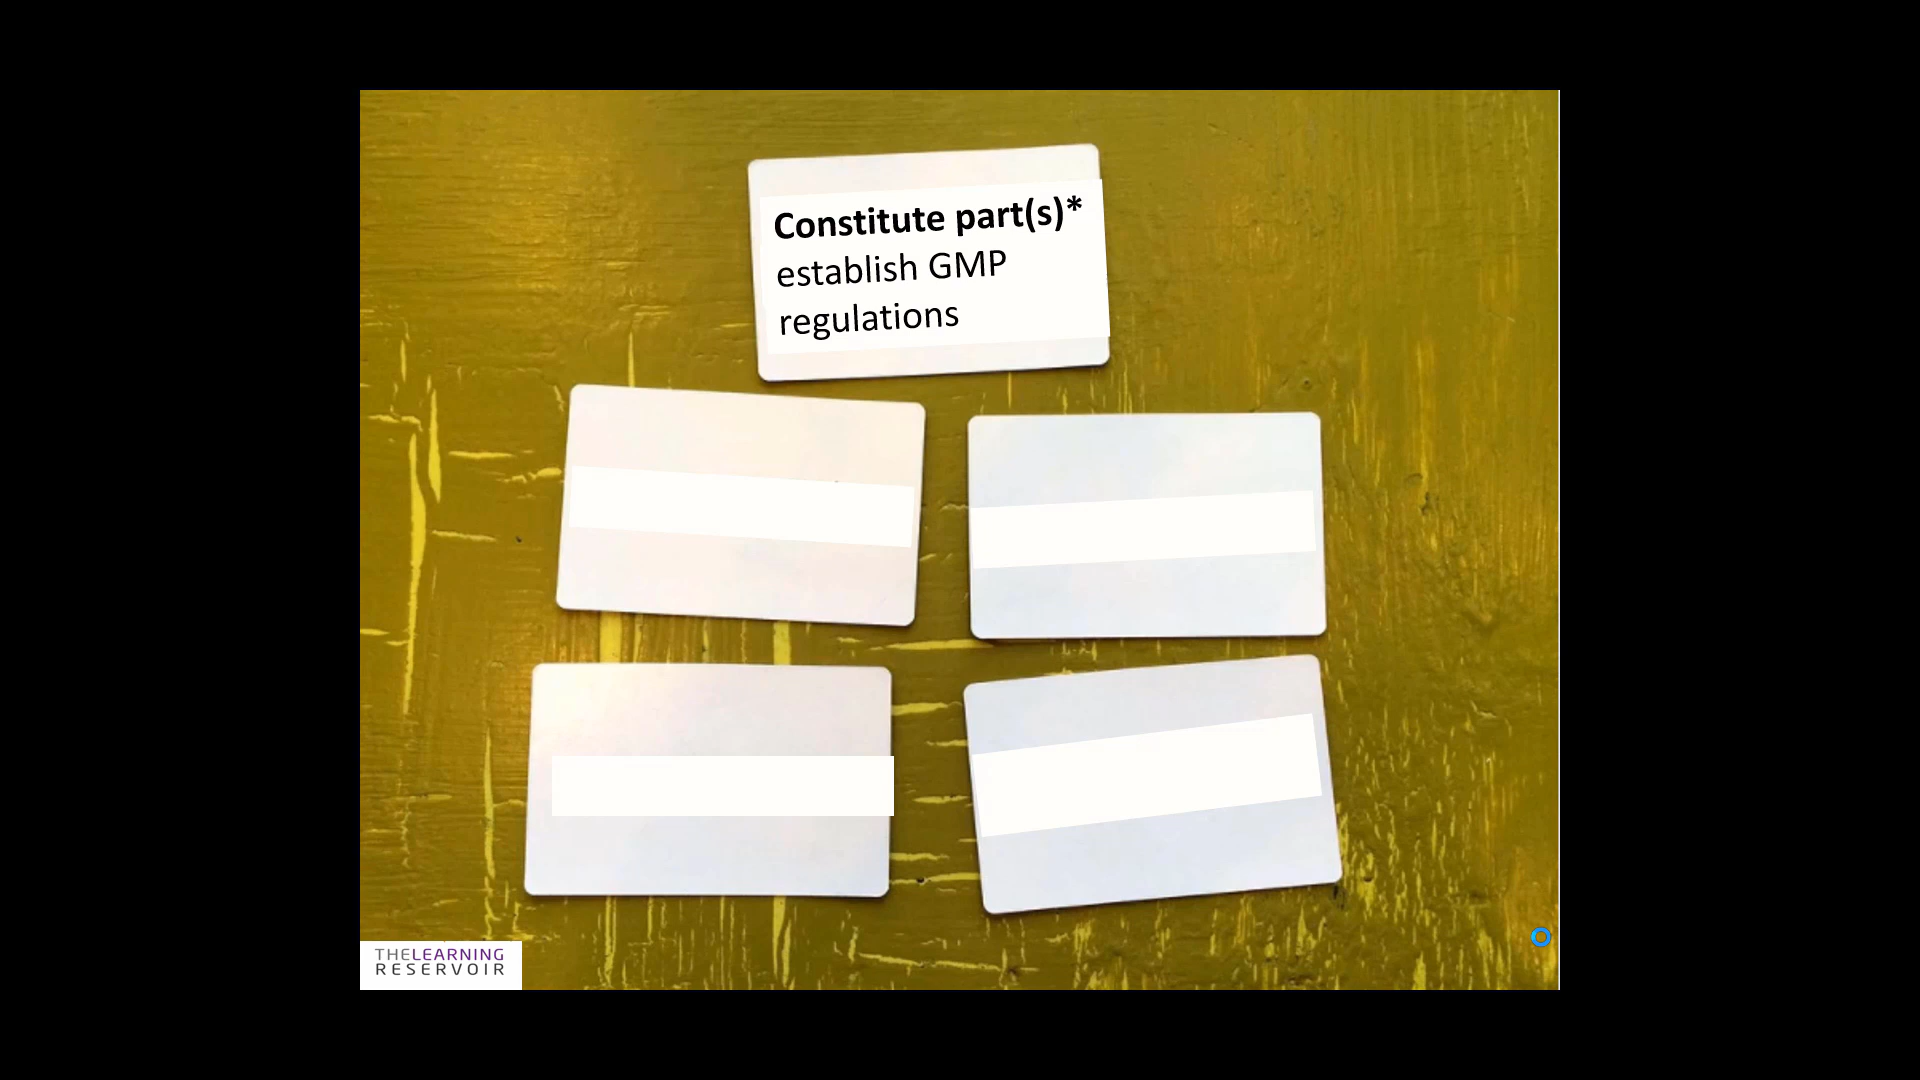 Constitute part(s)*
establish GMP
regulations
THELEARNING
RESERVOIR